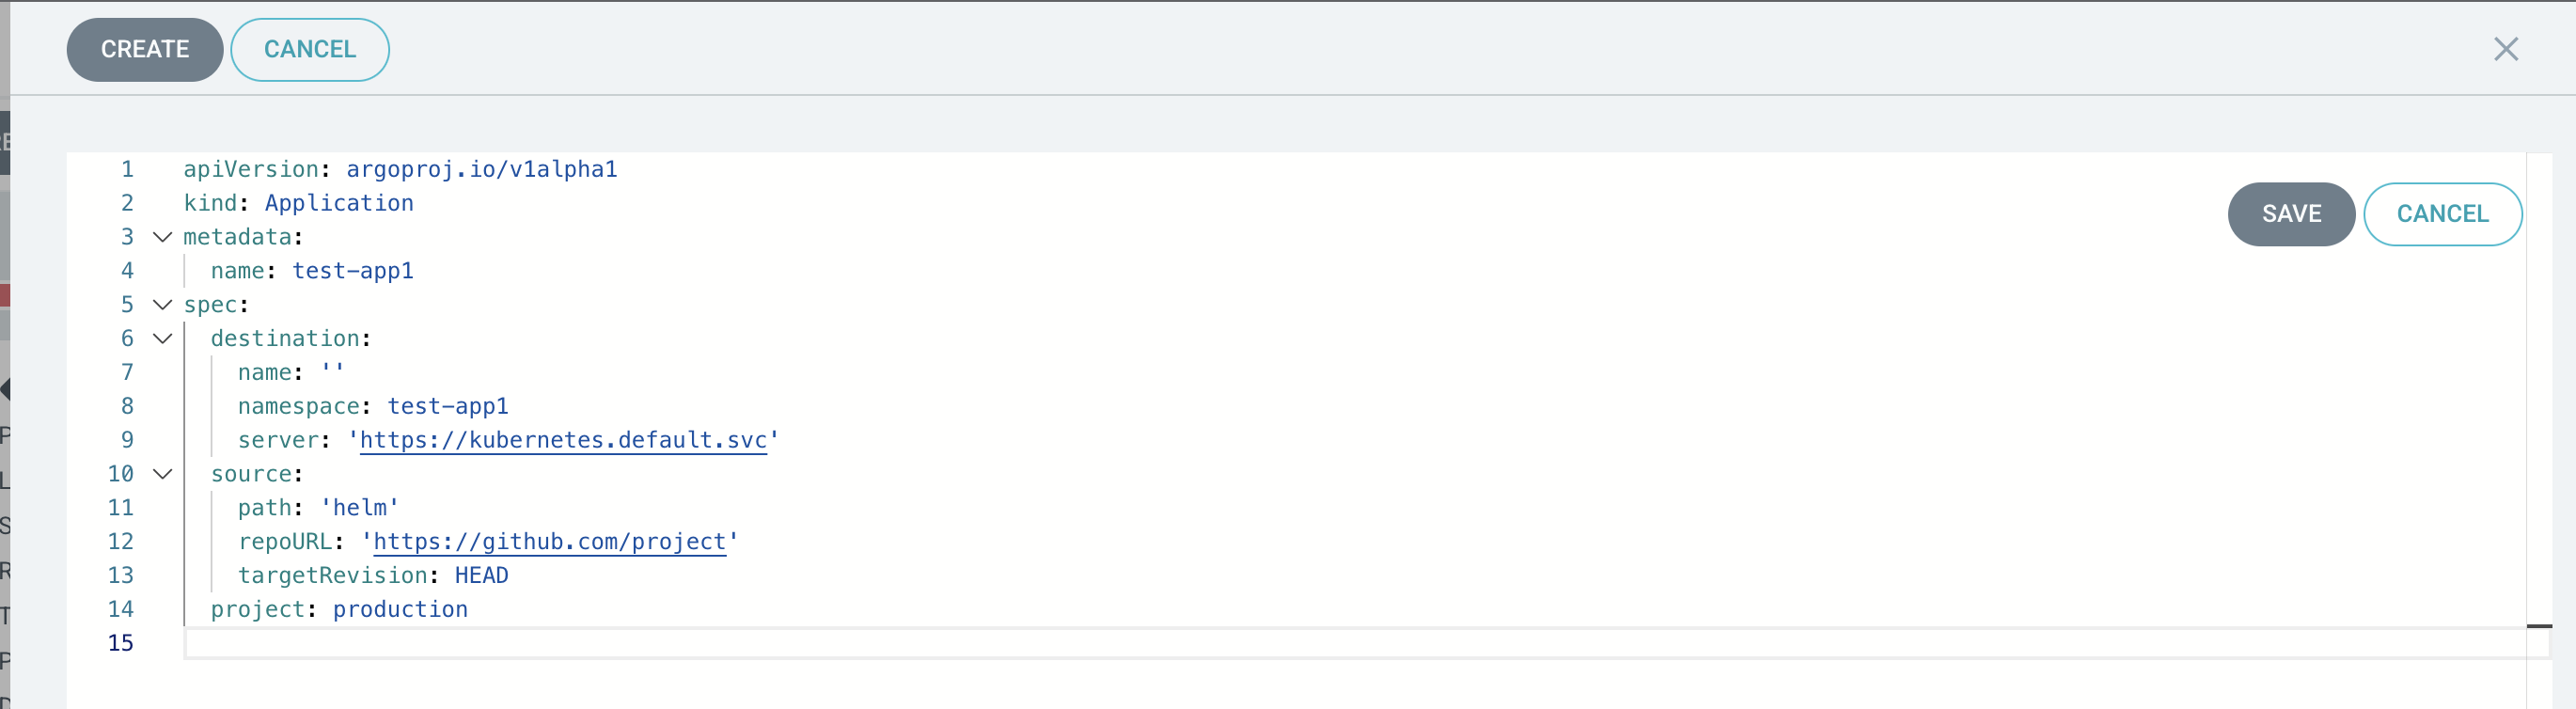 CREATE CANCEL
1 apiVersion: argoproj.io/v1alpha1
2 kind: Application
SAVE CANCEL
3 metadata:
4 name: test-app1
5 spec:
6 destination:
7 name: ''
8 namespace: test-app1
9 server: 'https://kubernetes.default.svc'
10 source:
11 path: 'helm'
12 repoURL: 'https://github.com/project'
13 targetRevision: HEAD
14 project: production
15